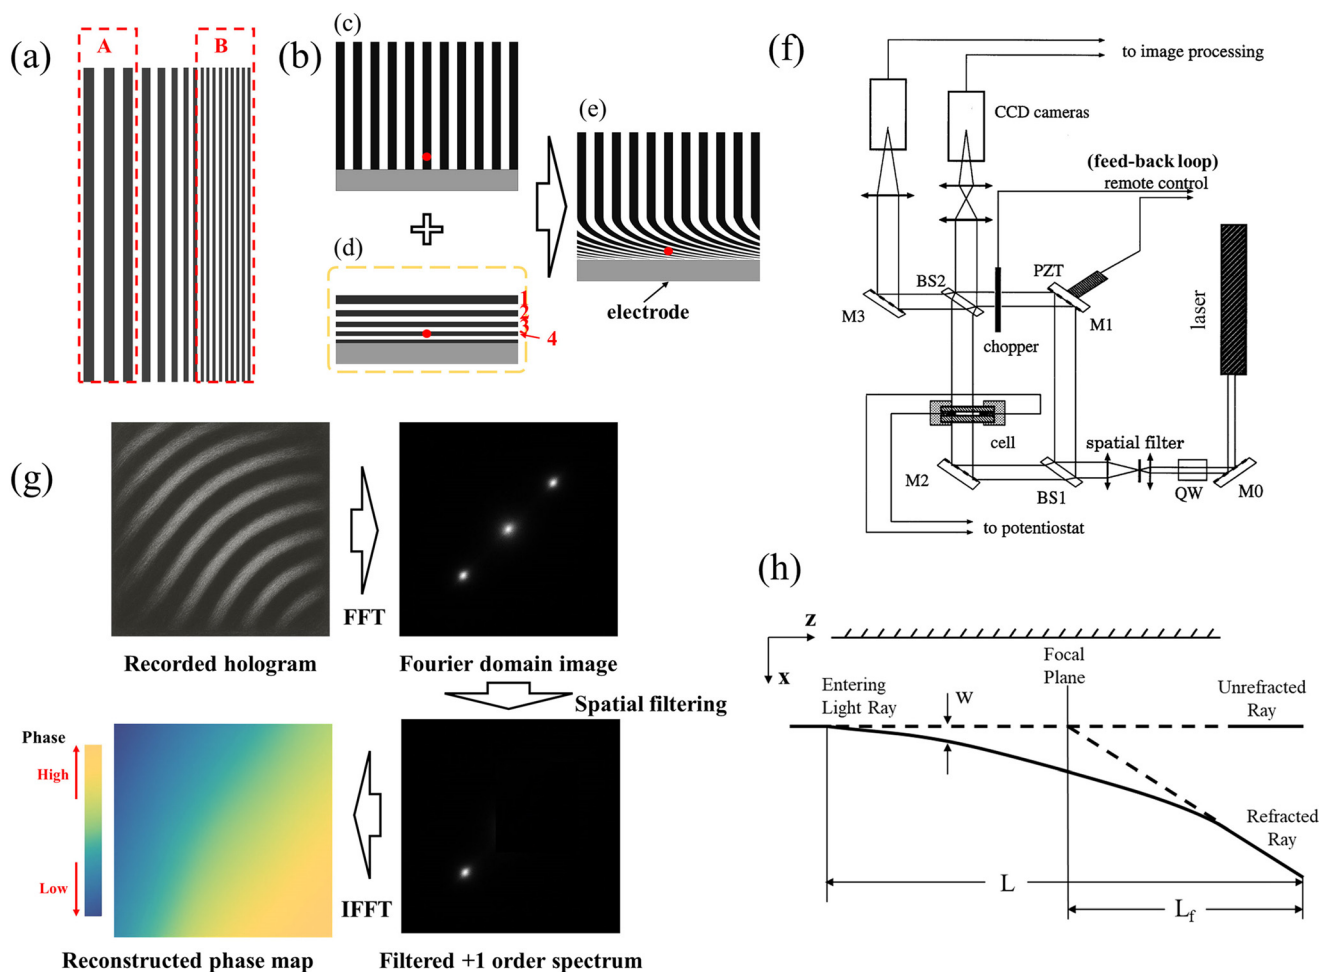 (a)
A
B
(b)
(c)
(d)
1
2
3
4
(e)
electrode
(f)
to image processing
CCD cameras
(feed-back loop)
remote control
PZT
BS2
M3
M1
chopper
laser
cell
spatial filter
M2
BS1
QW
M0
to potentiostat
(g)
FFT
Recorded hologram
Fourier domain image
Spatial filtering
Phase
High
Low
IFFT
Reconstructed phase map
Filtered +1 order spectrum
(h)
z
x
Focal
Plane
Entering
Light Ray
W
Unrefracted
Ray
Refracted
Ray
L
Lf